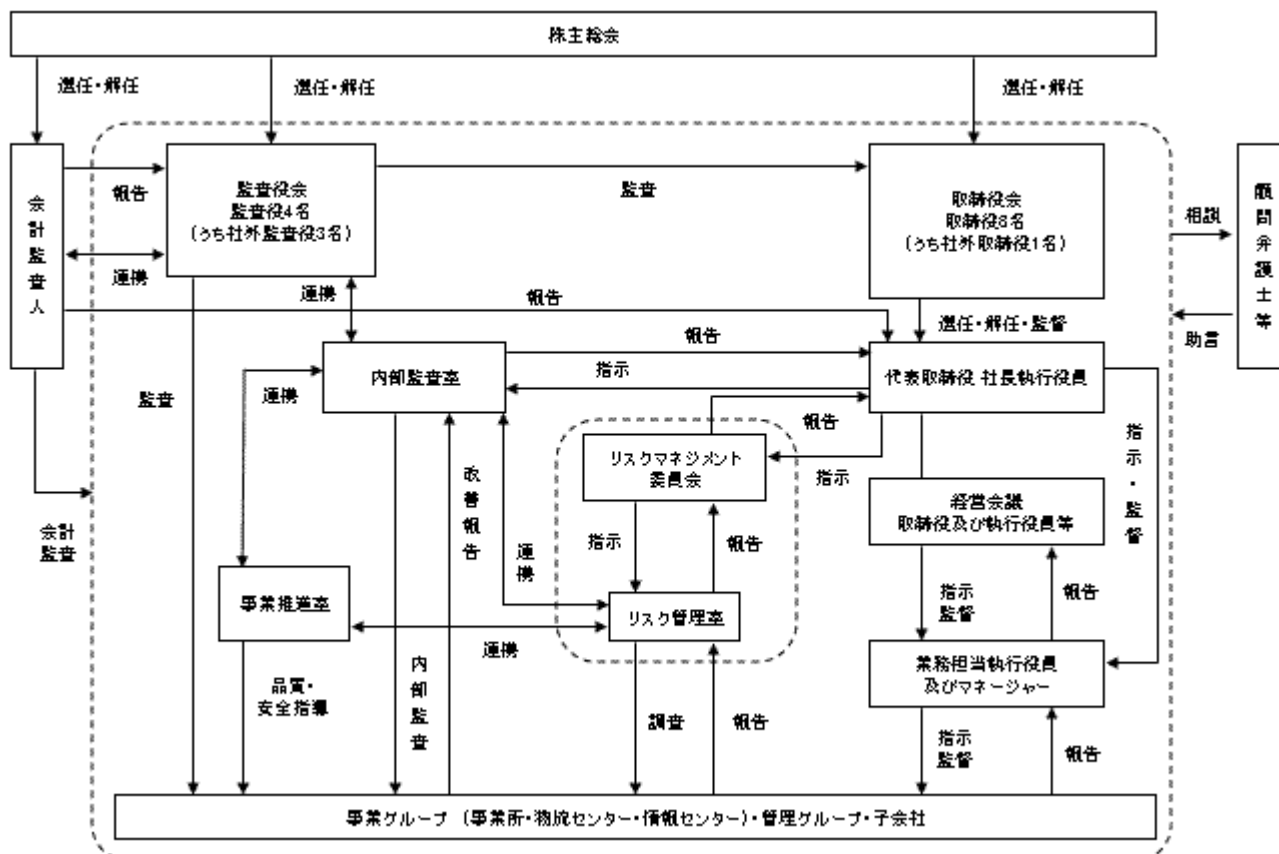 株主総会
選任・解任
選任・解任
選任・解任
会計監査人
報告
連携
監査役会
監査役4名
(うち社外監査役3名)
監査
取締役会
取締役8名
(うち社外取締役1名)
相談
助言
顧問弁護士等
連携
報告
選任・解任・監督
内部監査室
報告
指示
代表取締役 社長執行役員
連携
監査
報告
指示
指示・監督
リスクマネジメント
委員会
経営会議
取締役及び執行役員等
改善報告
会計
監査
指示
報告
連携
事業推進室
リスク管理室
連携
指示
監督
報告
業務担当執行役員
及びマネージャー
品質・
安全指導
内部監査
調査
報告
指示
監督
報告
事業グループ (事業所・物流センター・情報センター)・管理グループ・子会社